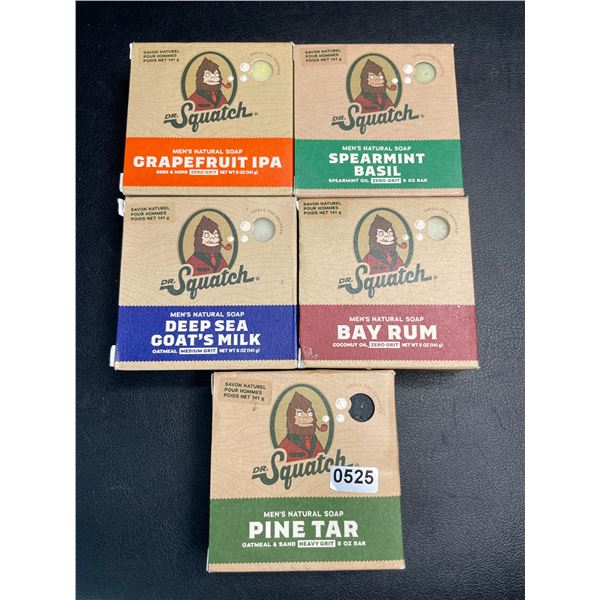 SAVON NATUREL
POUR HOMMES
POIDS NET 141 g
DR. Squatch®
MEN'S NATURAL SOAP
GRAPEFRUIT IPA
BEER & HOPS ZERO GRIT NET WT 5 OZ (141 g)
SAVON NATUREL
POUR HOMMES
POIDS NET 141 g
DR. Squatch®
MEN'S NATURAL SOAP
SPEARMINT
BASIL
SPEARMINT OIL ZERO GRIT 5 OZ BAR
SAVON NATUREL
POUR HOMMES
POIDS NET 141 g
DR. Squatch®
MEN'S NATURAL SOAP
DEEP SEA
GOAT'S MILK
OATMEAL MEDIUM GRIT NET WT 5 OZ (141 g)
SAVON NATUREL
POUR HOMMES
POIDS NET 141 g
DR. Squatch®
MEN'S NATURAL SOAP
BAY RUM
COCONUT OIL ZERO GRIT NET WT 5 OZ (141 g)
SAVON NATUREL
POUR HOMMES
POIDS NET 141 g
DR. Squatch
0525
MEN'S NATURAL SOAP
PINE TAR
OATMEAL & SAND HEAVY GRIT 5 OZ BAR